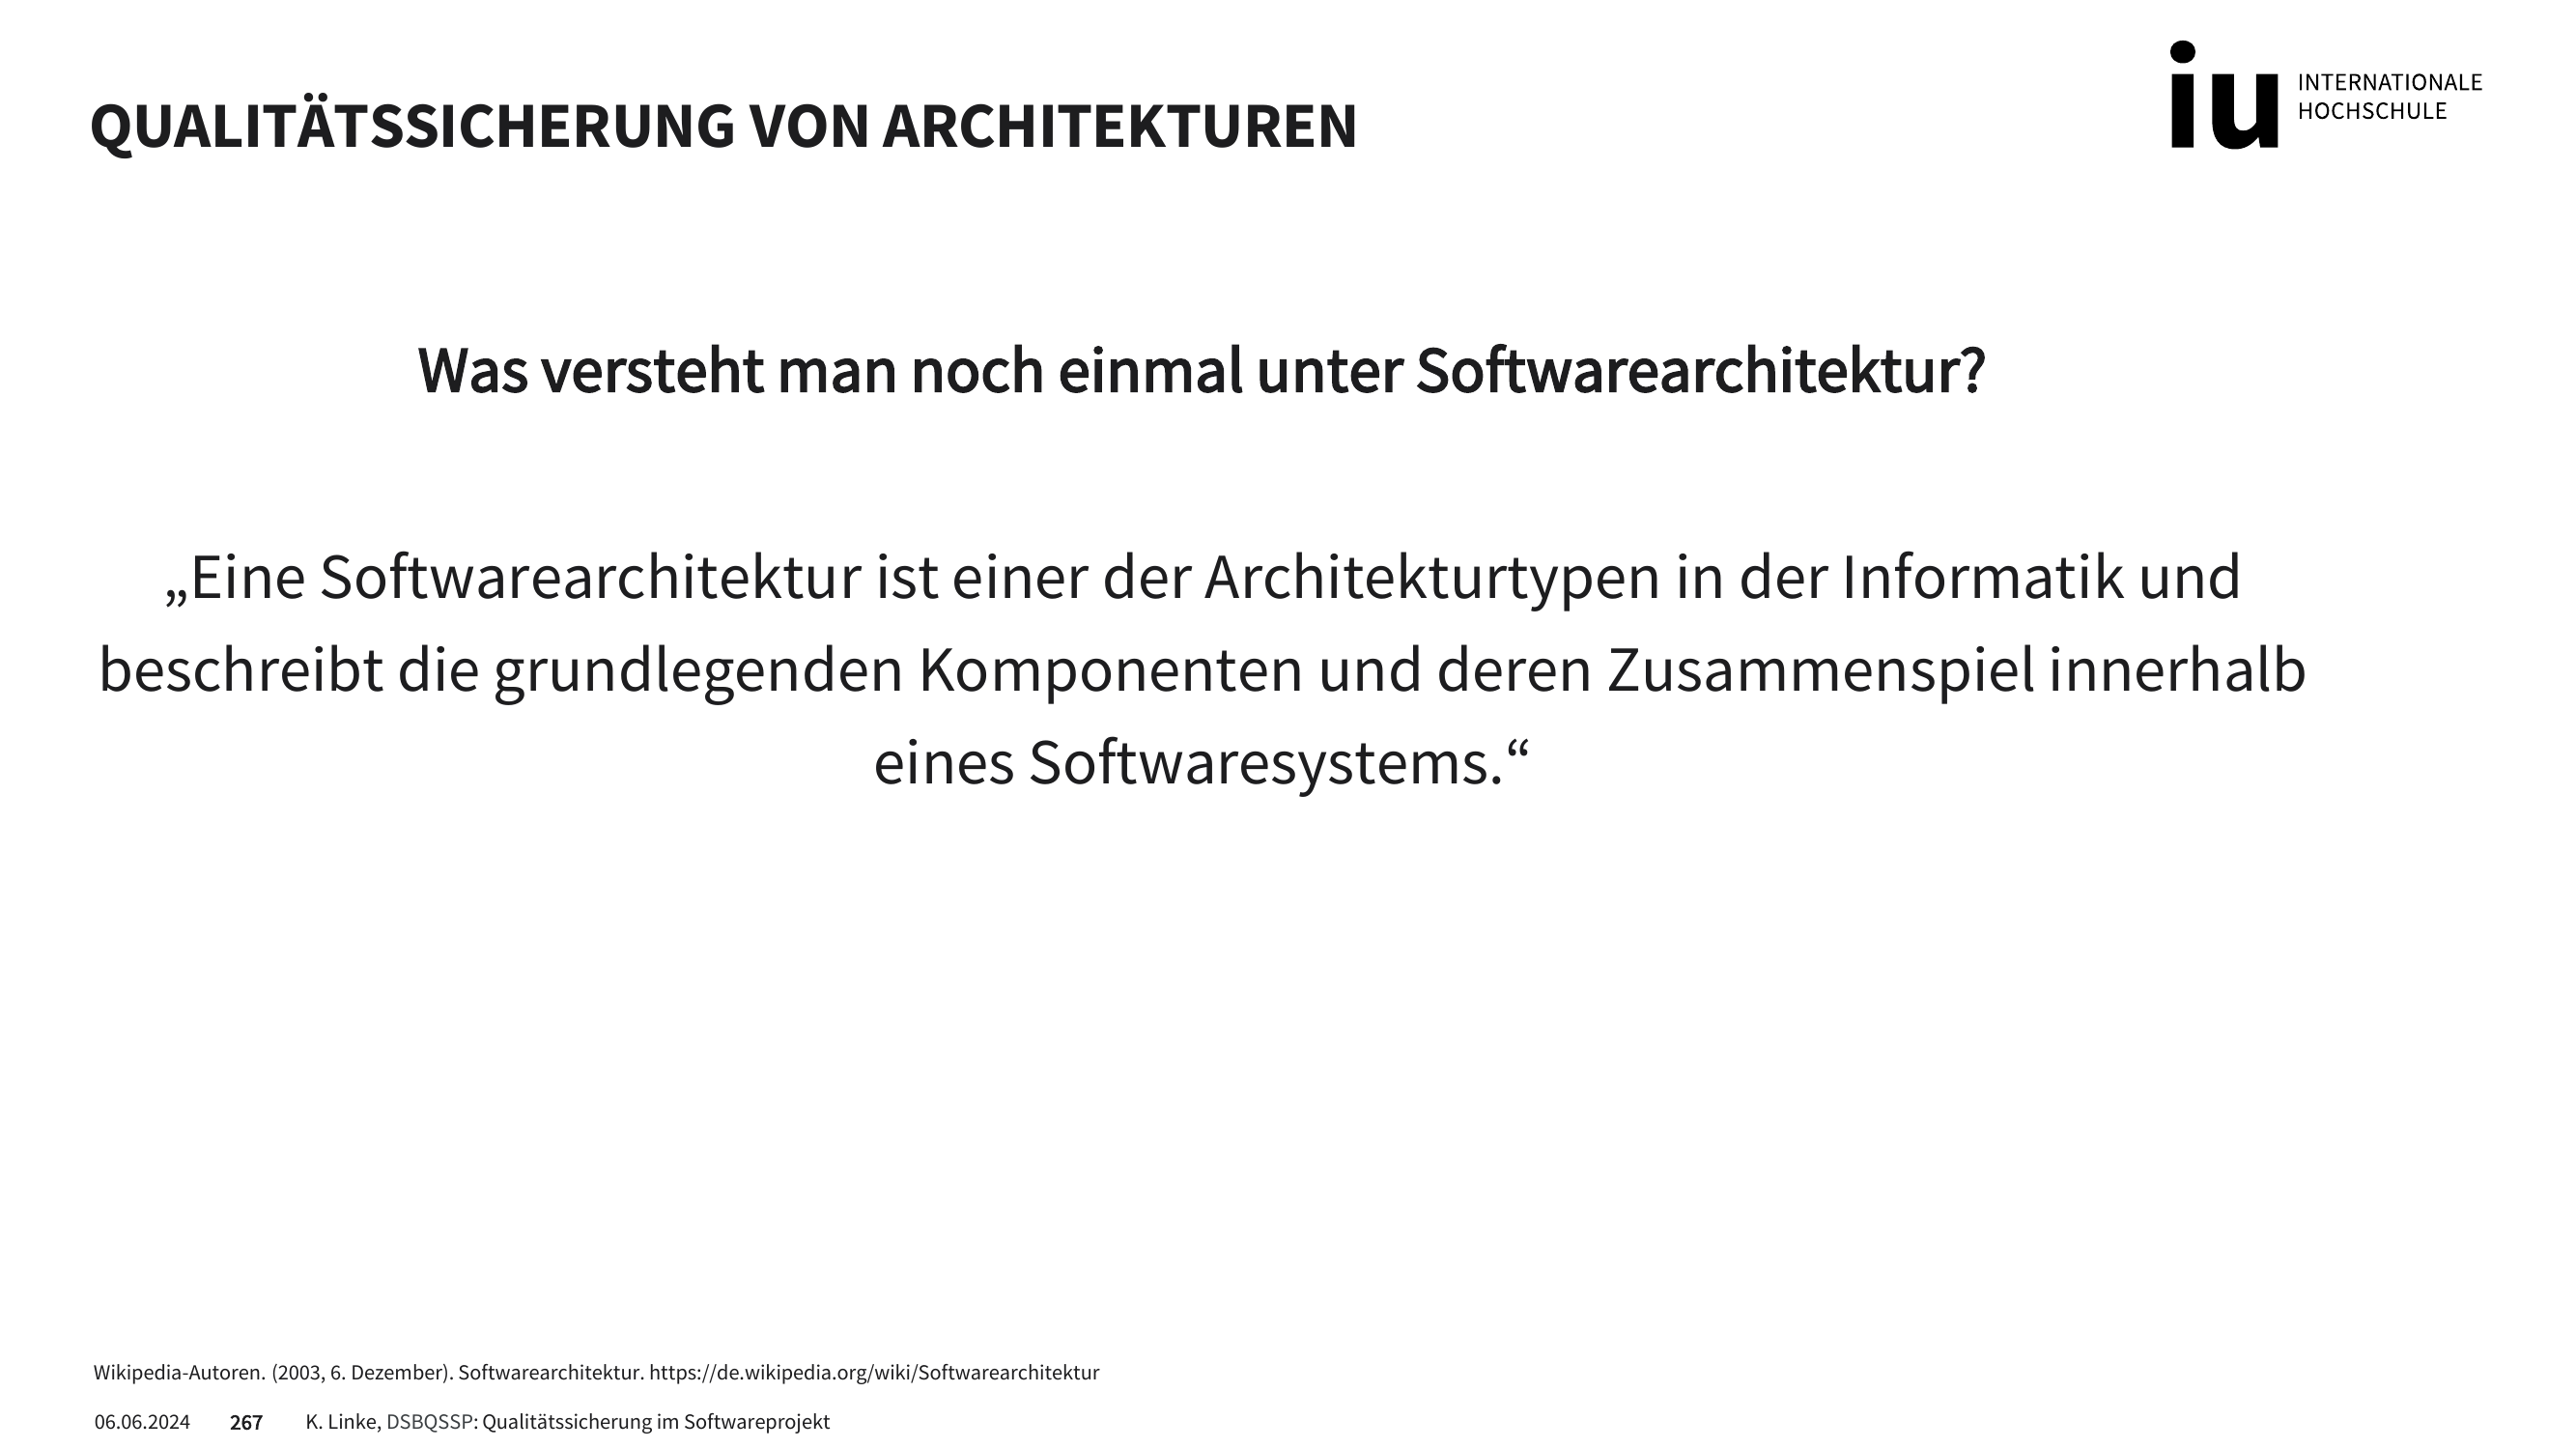 QUALITÄTSSICHERUNG VON ARCHITEKTUREN
iu INTERNATIONALE
HOCHSCHULE
Was versteht man noch einmal unter Softwarearchitektur?
„Eine Softwarearchitektur ist einer der Architekturtypen in der Informatik und
beschreibt die grundlegenden Komponenten und deren Zusammenspiel innerhalb
eines Softwaresystems.“
Wikipedia-Autoren. (2003, 6. Dezember). Softwarearchitektur. https://de.wikipedia.org/wiki/Softwarearchitektur
06.06.2024 267 K. Linke, DSBQSSP: Qualitätssicherung im Softwareprojekt